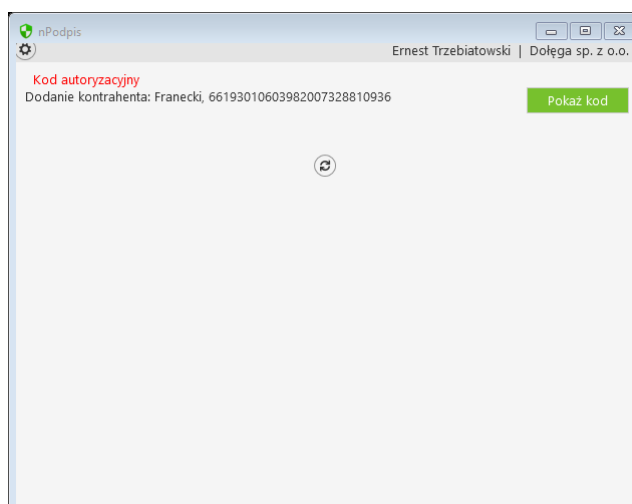 nPodpis
Ernest Trzebiatowski | Dołęga sp. z o.o.
Kod autoryzacyjny
Dodanie kontrahenta: Franecki, 66193010603982007328810936
Pokaż kod